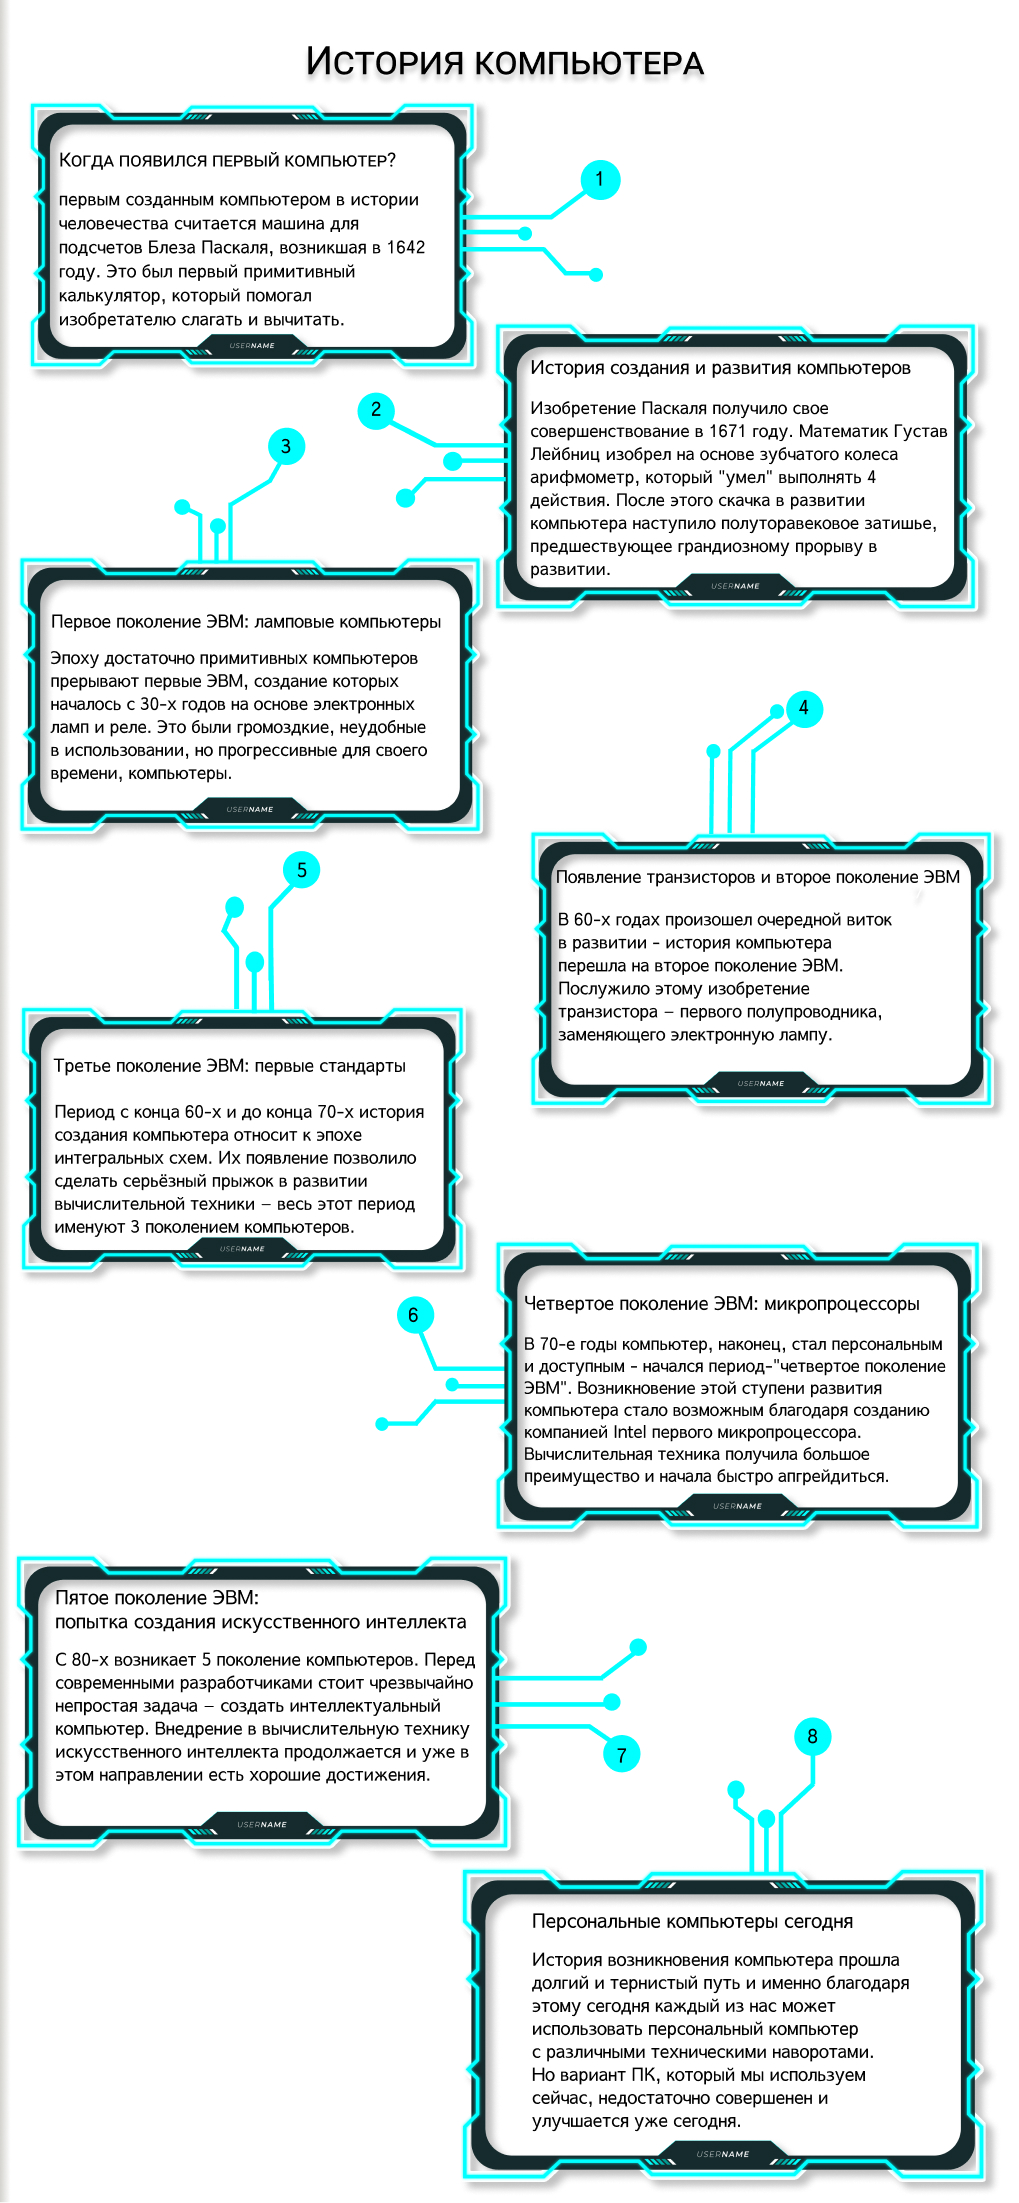 История компьютера
Когда появился первый компьютер?
первым созданным компьютером в истории
человечества считается машина для
подсчетов Блеза Паскаля, возникшая в 1642
году. Это был первый примитивный
калькулятор, который помогал
изобретателю слагать и вычитать.
USERNAME
1
История создания и развития компьютеров
Изобретение Паскаля получило свое
совершенствование в 1671 году. Математик Густав
Лейбниц изобрел на основе зубчатого колеса
арифмометр, который "умел" выполнять 4
действия. После этого скачка в развитии
компьютера наступило полуторавековое затишье,
предшествующее грандиозному прорыву в
развитии.
USERNAME
2
3
Первое поколение ЭВМ: ламповые компьютеры
Эпоху достаточно примитивных компьютеров
прерывают первые ЭВМ, создание которых
началось с 30-х годов на основе электронных
ламп и реле. Это были громоздкие, неудобные
в использовании, но прогрессивные для своего
времени, компьютеры.
USERNAME
4
Появление транзисторов и второе поколение ЭВМ
В 60-х годах произошел очередной виток
в развитии - история компьютера
перешла на второе поколение ЭВМ.
Послужило этому изобретение
транзистора – первого полупроводника,
заменяющего электронную лампу.
USERNAME
5
Третье поколение ЭВМ: первые стандарты
Период с конца 60-х и до конца 70-х история
создания компьютера относит к эпохе
интегральных схем. Их появление позволило
сделать серьёзный прыжок в развитии
вычислительной техники – весь этот период
именуют 3 поколением компьютеров.
USERNAME
6
Четвертое поколение ЭВМ: микропроцессоры
В 70-е годы компьютер, наконец, стал персональным
и доступным - начался период-"четвертое поколение
ЭВМ". Возникновение этой ступени развития
компьютера стало возможным благодаря созданию
компанией Intel первого микропроцессора.
Вычислительная техника получила большое
преимущество и начала быстро апгрейдиться.
USERNAME
Пятое поколение ЭВМ:
попытка создания искусственного интеллекта
С 80-х возникает 5 поколение компьютеров. Перед
современными разработчиками стоит чрезвычайно
непростая задача – создать интеллектуальный
компьютер. Внедрение в вычислительную технику
искусственного интеллекта продолжается и уже в
этом направлении есть хорошие достижения.
USERNAME
7
8
Персональные компьютеры сегодня
История возникновения компьютера прошла
долгий и тернистый путь и именно благодаря
этому сегодня каждый из нас может
использовать персональный компьютер
с различными техническими наворотами.
Но вариант ПК, который мы используем
сейчас, недостаточно совершенен и
улучшается уже сегодня.
USERNAME